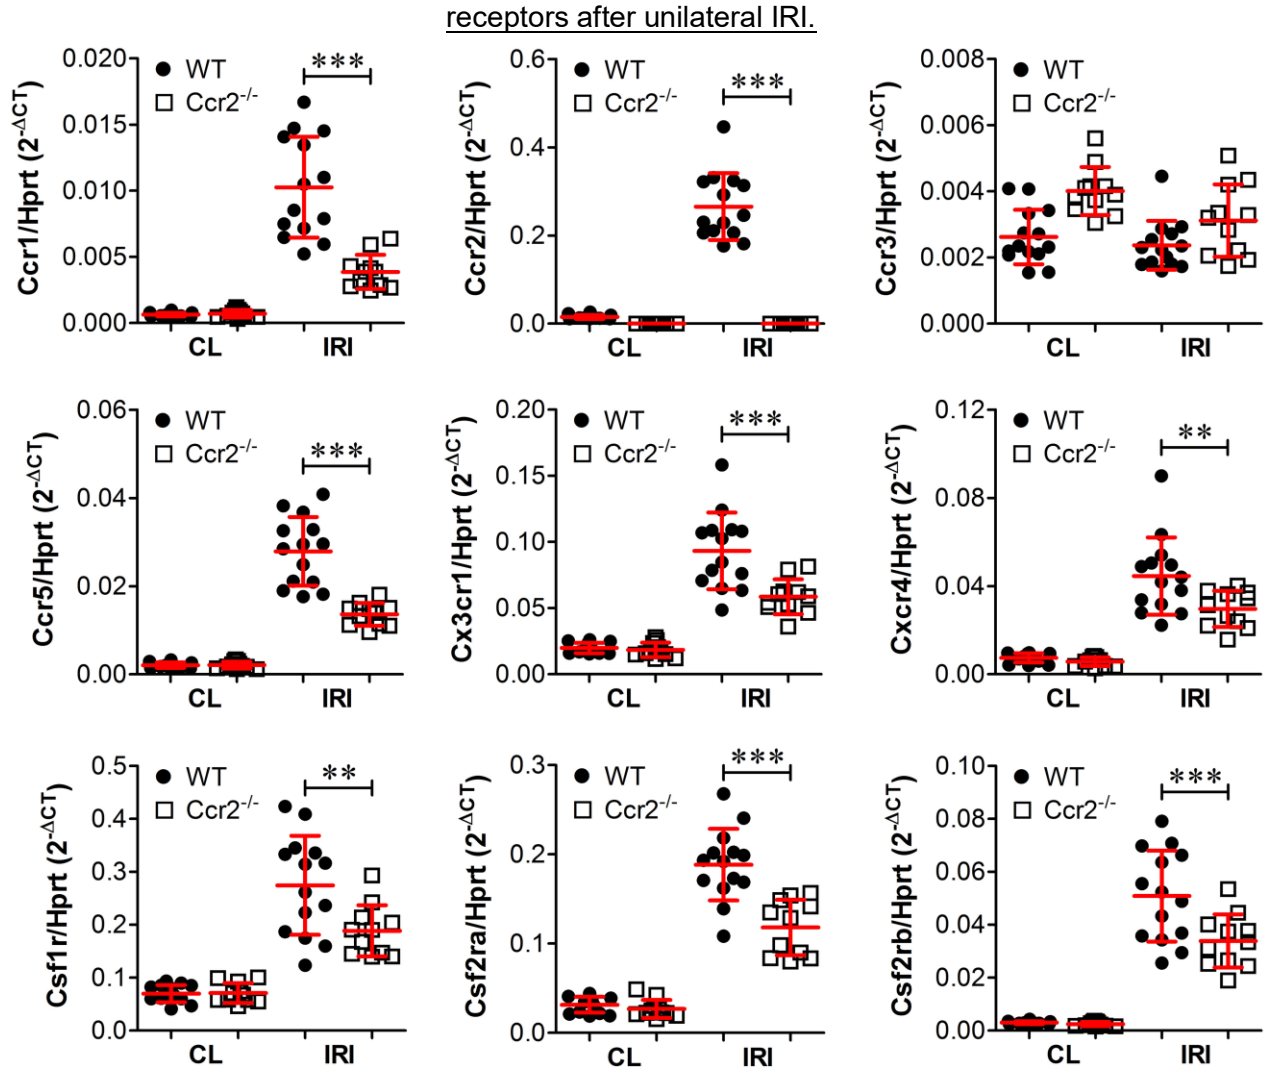 receptors after unilateral IRI.
Ccr1/Hprt (2^-ΔCT)
0.020
0.015
0.010
0.005
0.000
WT
Ccr2^-/-
***
CL
IRI
Ccr2/Hprt (2^-ΔCT)
0.6
0.4
0.2
0.0
WT
Ccr2^-/-
***
CL
IRI
Ccr3/Hprt (2^-ΔCT)
0.008
0.006
0.004
0.002
0.000
WT
Ccr2^-/-
CL
IRI
Ccr5/Hprt (2^-ΔCT)
0.06
0.04
0.02
0.00
WT
Ccr2^-/-
***
CL
IRI
Cx3cr1/Hprt (2^-ΔCT)
0.20
0.15
0.10
0.05
0.00
WT
Ccr2^-/-
***
CL
IRI
Cxcr4/Hprt (2^-ΔCT)
0.12
0.08
0.04
0.00
WT
Ccr2^-/-
**
CL
IRI
Csf1r/Hprt (2^-ΔCT)
0.5
0.4
0.3
0.2
0.1
0.0
WT
Ccr2^-/-
**
CL
IRI
Csf2ra/Hprt (2^-ΔCT)
0.3
0.2
0.1
0.0
WT
Ccr2^-/-
***
CL
IRI
Csf2rb/Hprt (2^-ΔCT)
0.10
0.08
0.06
0.04
0.02
0.00
WT
Ccr2^-/-
***
CL
IRI